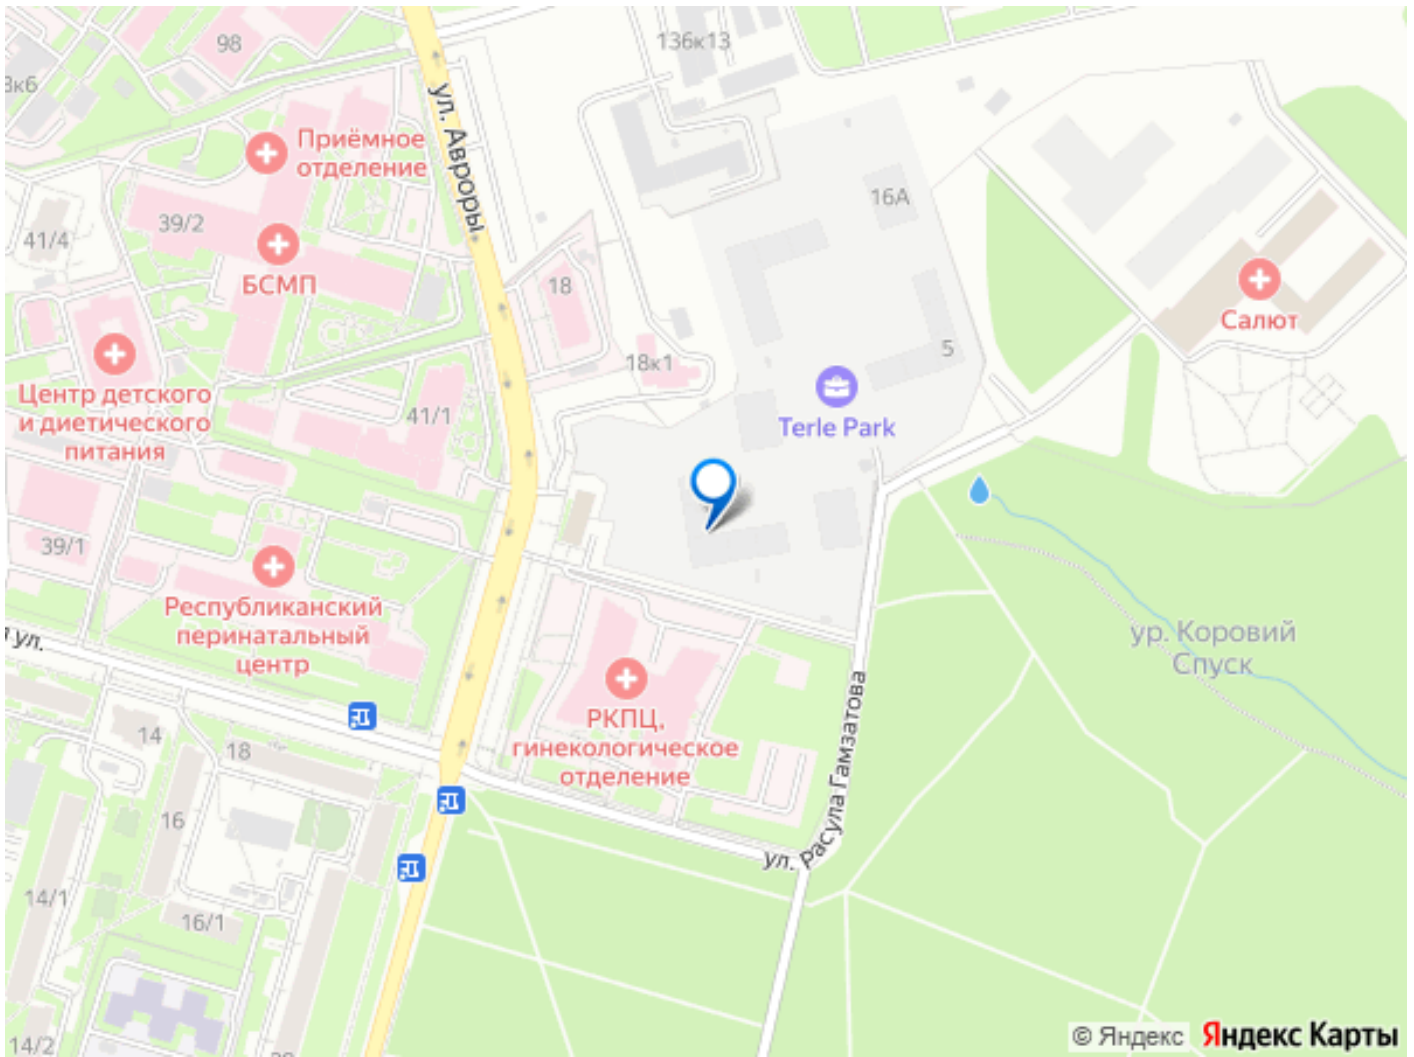 98
136к13
3к6
ул. Авроры
Приёмное
отделение
39/2
16А
41/4
БСМП
18
Салют
5
18к1
Центр детского
и диетического
питания
41/1
Terle Park
39/1
Республиканский
перинатальный
центр
ур. Коровий
Спуск
ул.
РКПЦ,
гинекологическое
отделение
14
18
16
ул. Расула Гамзатова
14/1
16/1
14/2
© Яндекс
Яндекс Карты